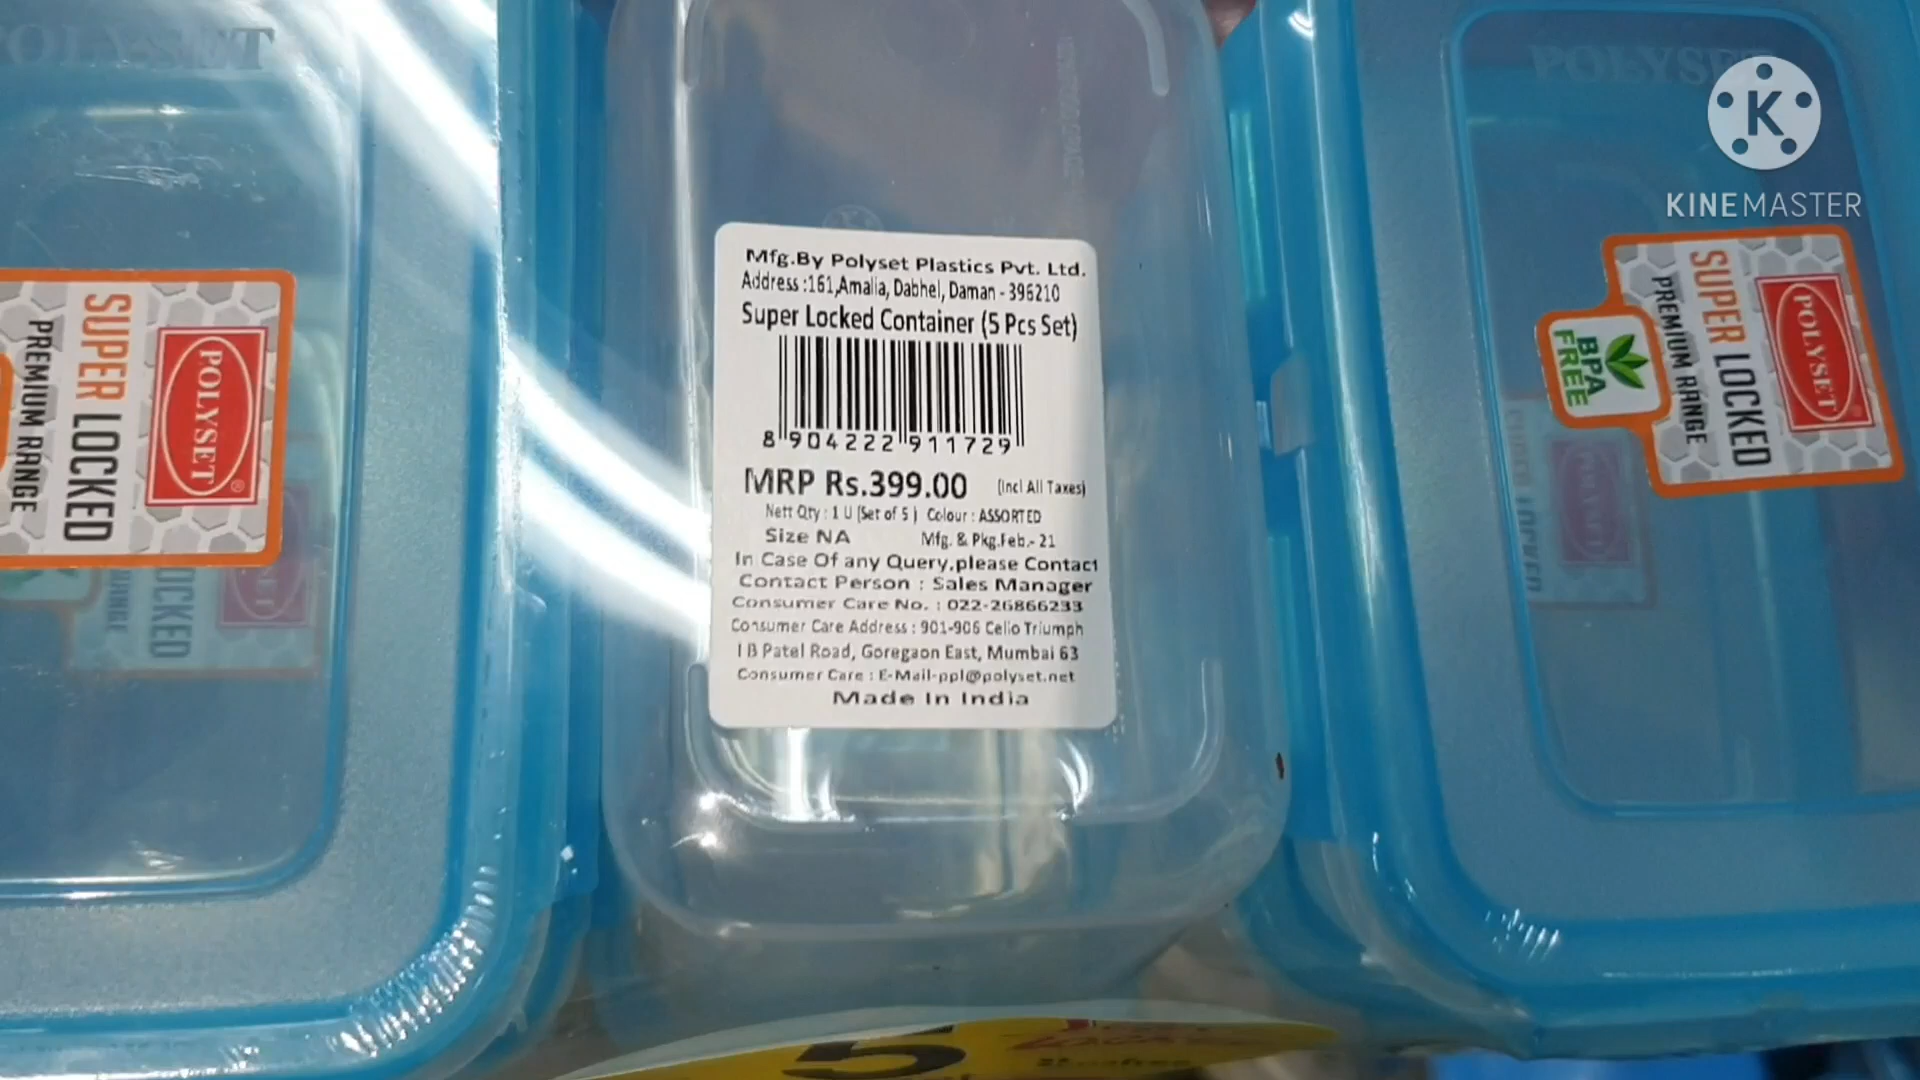 POLYSET
SUPER LOCKED
PREMIUM RANGE
Mfg.By Polyset Plastics Pvt. Ltd.
Address :161,Amalia, Dabhel, Daman - 396210
Super Locked Container (5 Pcs Set)
8 904222 911729
MRP Rs.399.00 (Incl All Taxes)
Nett Qty : 1 U (Set of 5 ) Colour : ASSORTED
Size NA Mfg. & Pkg.Feb.- 21
In Case Of any Query,please Contact
Contact Person : Sales Manager
Consumer Care No. : 022-26866233
Consumer Care Address : 901-906 Cello Triumph
I B Patel Road, Goregaon East, Mumbai 63
Consumer Care : E-Mail-ppl@polyset.net
Made In India
5
POLYSET
KINEMASTER
POLYSET
SUPER LOCKED
PREMIUM RANGE
BPA
FREE